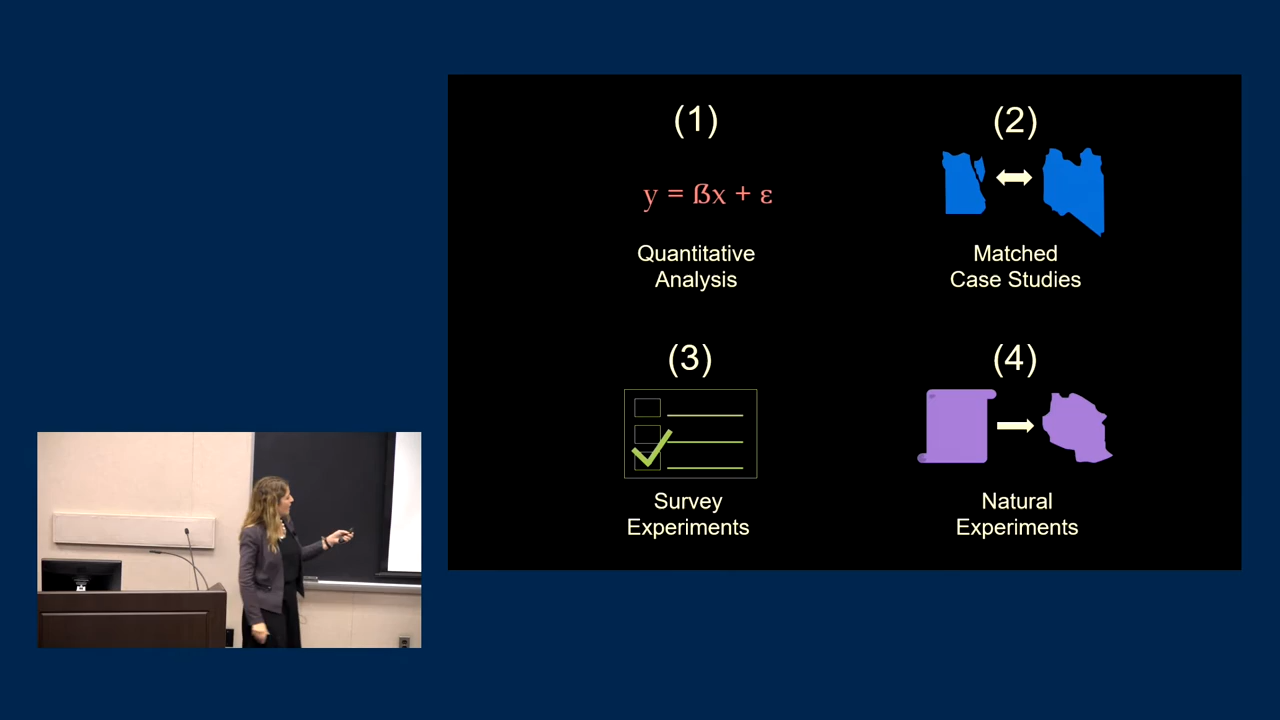 (1)
y = ßx + ε
Quantitative
Analysis
(2)
Matched
Case Studies
(3)
Survey
Experiments
(4)
Natural
Experiments